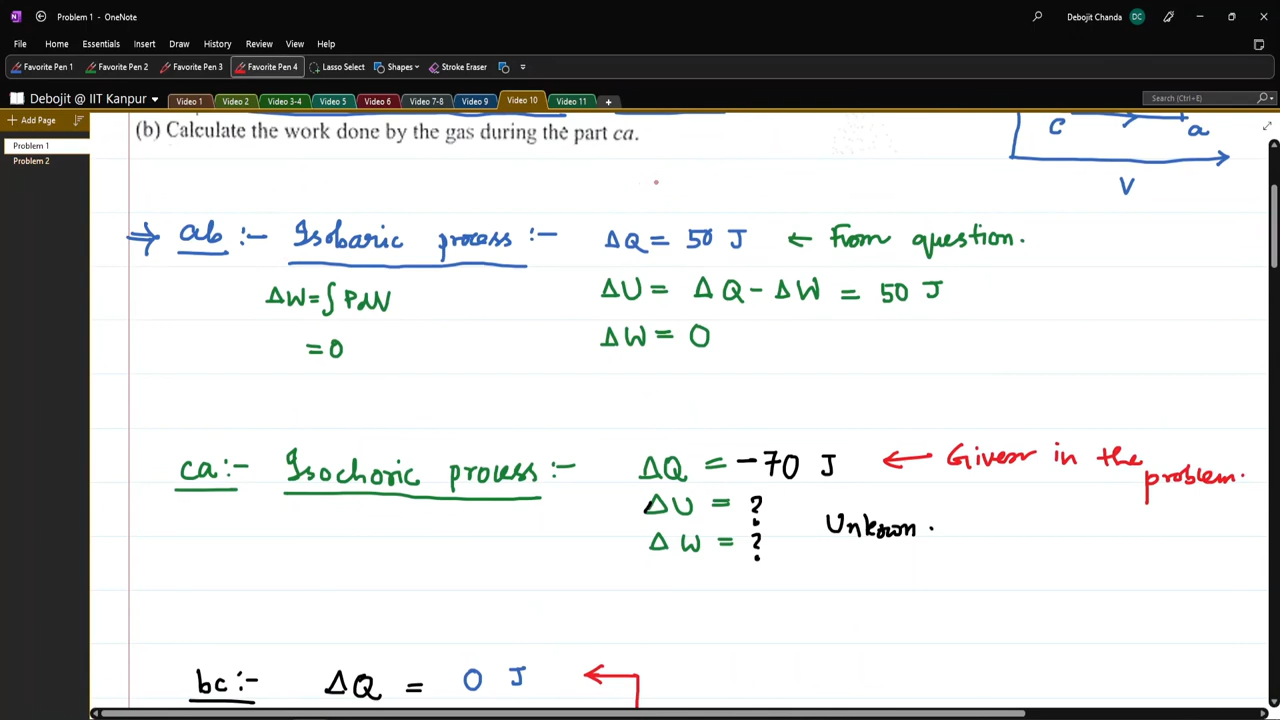 Problem 1 - OneNote
Debojit Chanda DC
File Home Essentials Insert Draw History Review View Help
Favorite Pen 1 Favorite Pen 2 Favorite Pen 3 Favorite Pen 4 Lasso Select Shapes Stroke Eraser
Debojit @ IIT Kanpur Video 1 Video 2 Video 3-4 Video 5 Video 6 Video 7-8 Video 9 Video 10 Video 11 + Search (Ctrl+E)
Add Page
Problem 1
Problem 2
(b) Calculate the work done by the gas during the part ca.
c a
V
⇒ ab :- Isobaric process :- ΔQ = 50 J ← From question.
ΔW = ∫ PdV ΔU = ΔQ - ΔW = 50 J
= 0 ΔW = 0
ca :- Isochoric process :- ΔQ = -70 J ← Given in the problem.
ΔU = ?
ΔW = ? Unkown.
bc :- ΔQ = 0 J ←